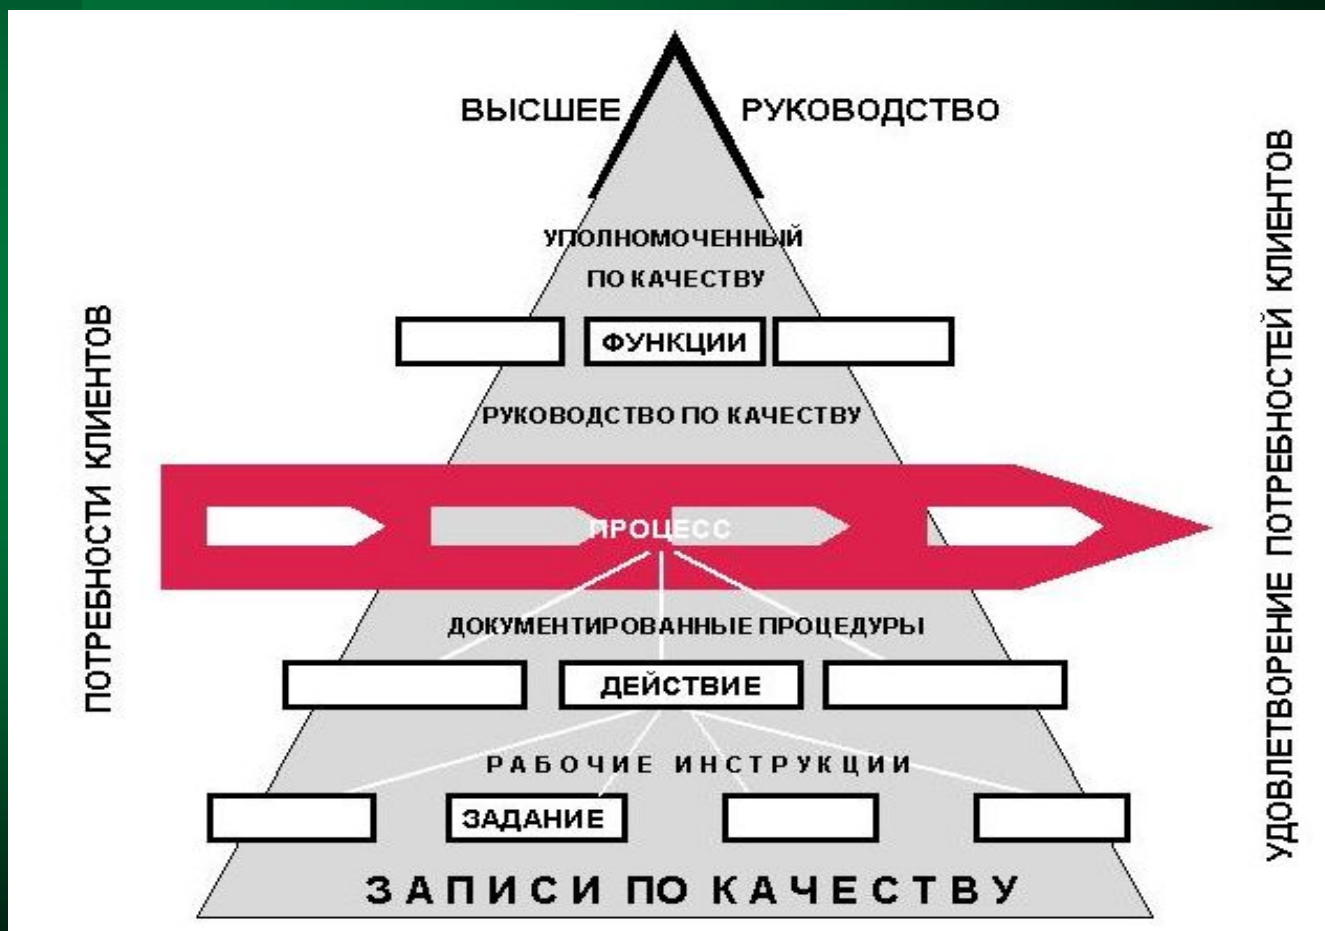 ВЫСШЕЕ РУКОВОДСТВО
УПОЛНОМОЧЕННЫЙ
ПО КАЧЕСТВУ
ФУНКЦИИ
РУКОВОДСТВО ПО КАЧЕСТВУ
ПОТРЕБНОСТИ КЛИЕНТОВ
ПРОЦЕСС
УДОВЛЕТВОРЕНИЕ ПОТРЕБНОСТЕЙ КЛИЕНТОВ
ДОКУМЕНТИРОВАННЫЕ ПРОЦЕДУРЫ
ДЕЙСТВИЕ
РАБОЧИЕ ИНСТРУКЦИИ
ЗАДАНИЕ
ЗАПИСИ ПО КАЧЕСТВУ